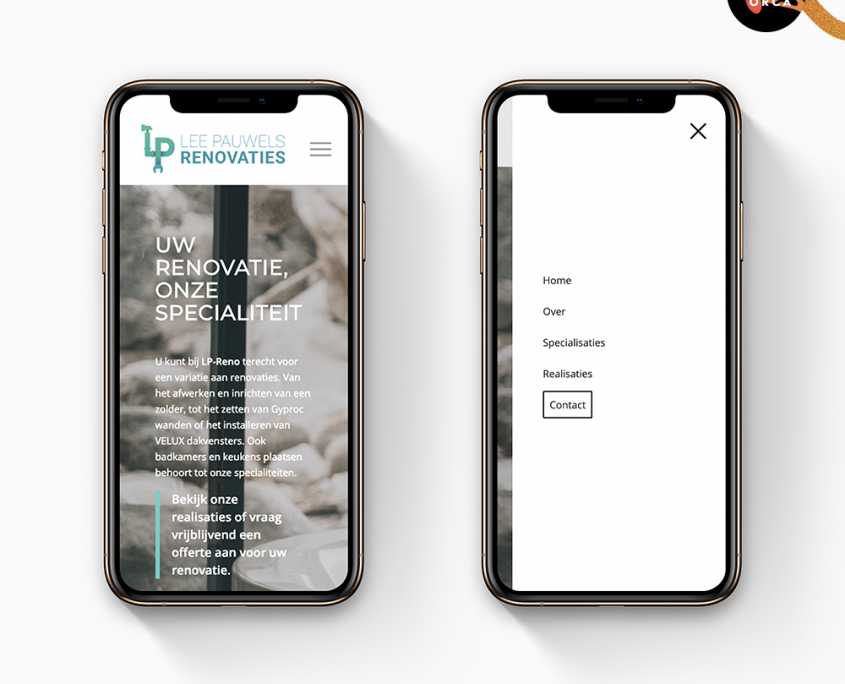 ORCA
LP LEE PAUWELS
RENOVATIES
UW
RENOVATIE,
ONZE
SPECIALITEIT
U kunt bij LP-Reno terecht voor
een variatie aan renovaties. Van
het afwerken en inrichten van een
zolder, tot het zetten van Gyproc
wanden of het installeren van
VELUX dakvensters. Ook
badkamers en keukens plaatsen
behoort tot onze specialiteiten.
Bekijk onze
realisaties of vraag
vrijblijvend een
offerte aan voor uw
renovatie.
Home
Over
Specialisaties
Realisaties
Contact